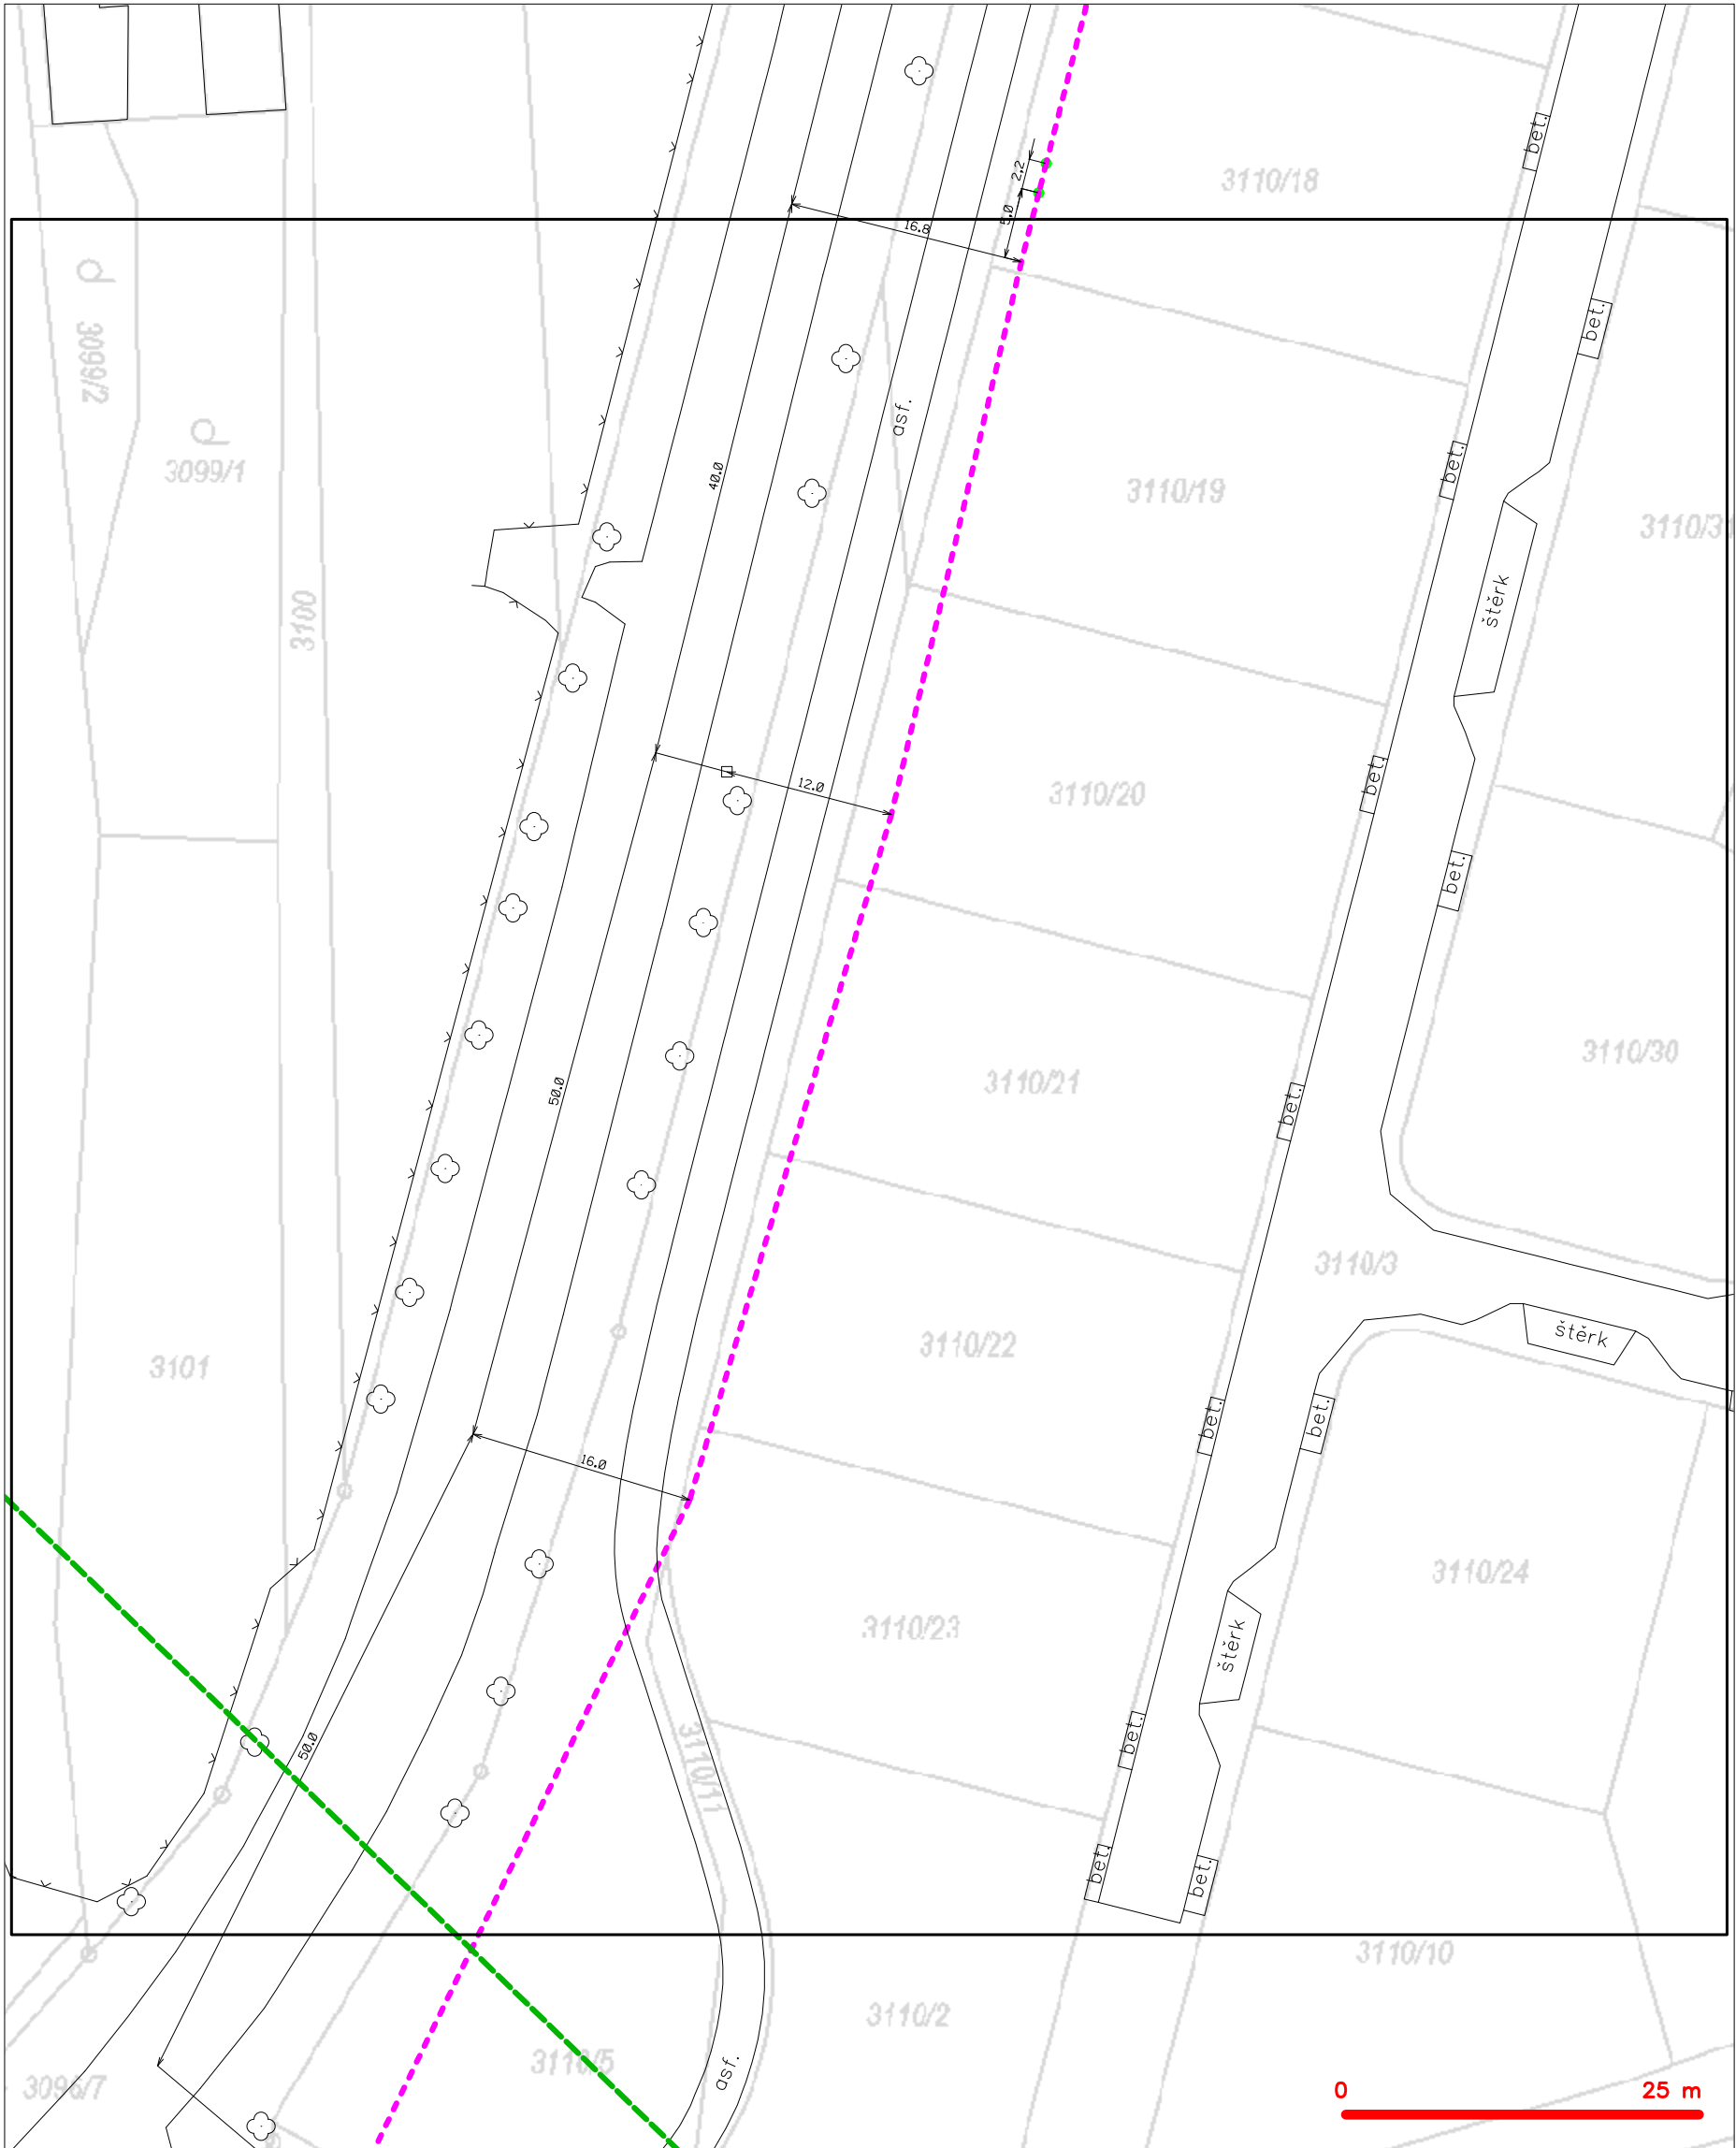 bet.
2.2
3110/18
5.0
16.8
ρ
3099/2
bet.
asf.
ρ
3099/1
40.0
bet.
3110/19
3110/31
štěrk
3100
bet.
12.0
3110/20
bet.
3110/30
50.0
3110/21
bet.
3110/3
štěrk
3110/22
3101
bet.
bet.
16.0
3110/24
3110/23
štěrk
50.0
bet.
3110/11
bet.
bet.
3110/10
3110/2
3110/5
asf.
3096/7
0 25 m